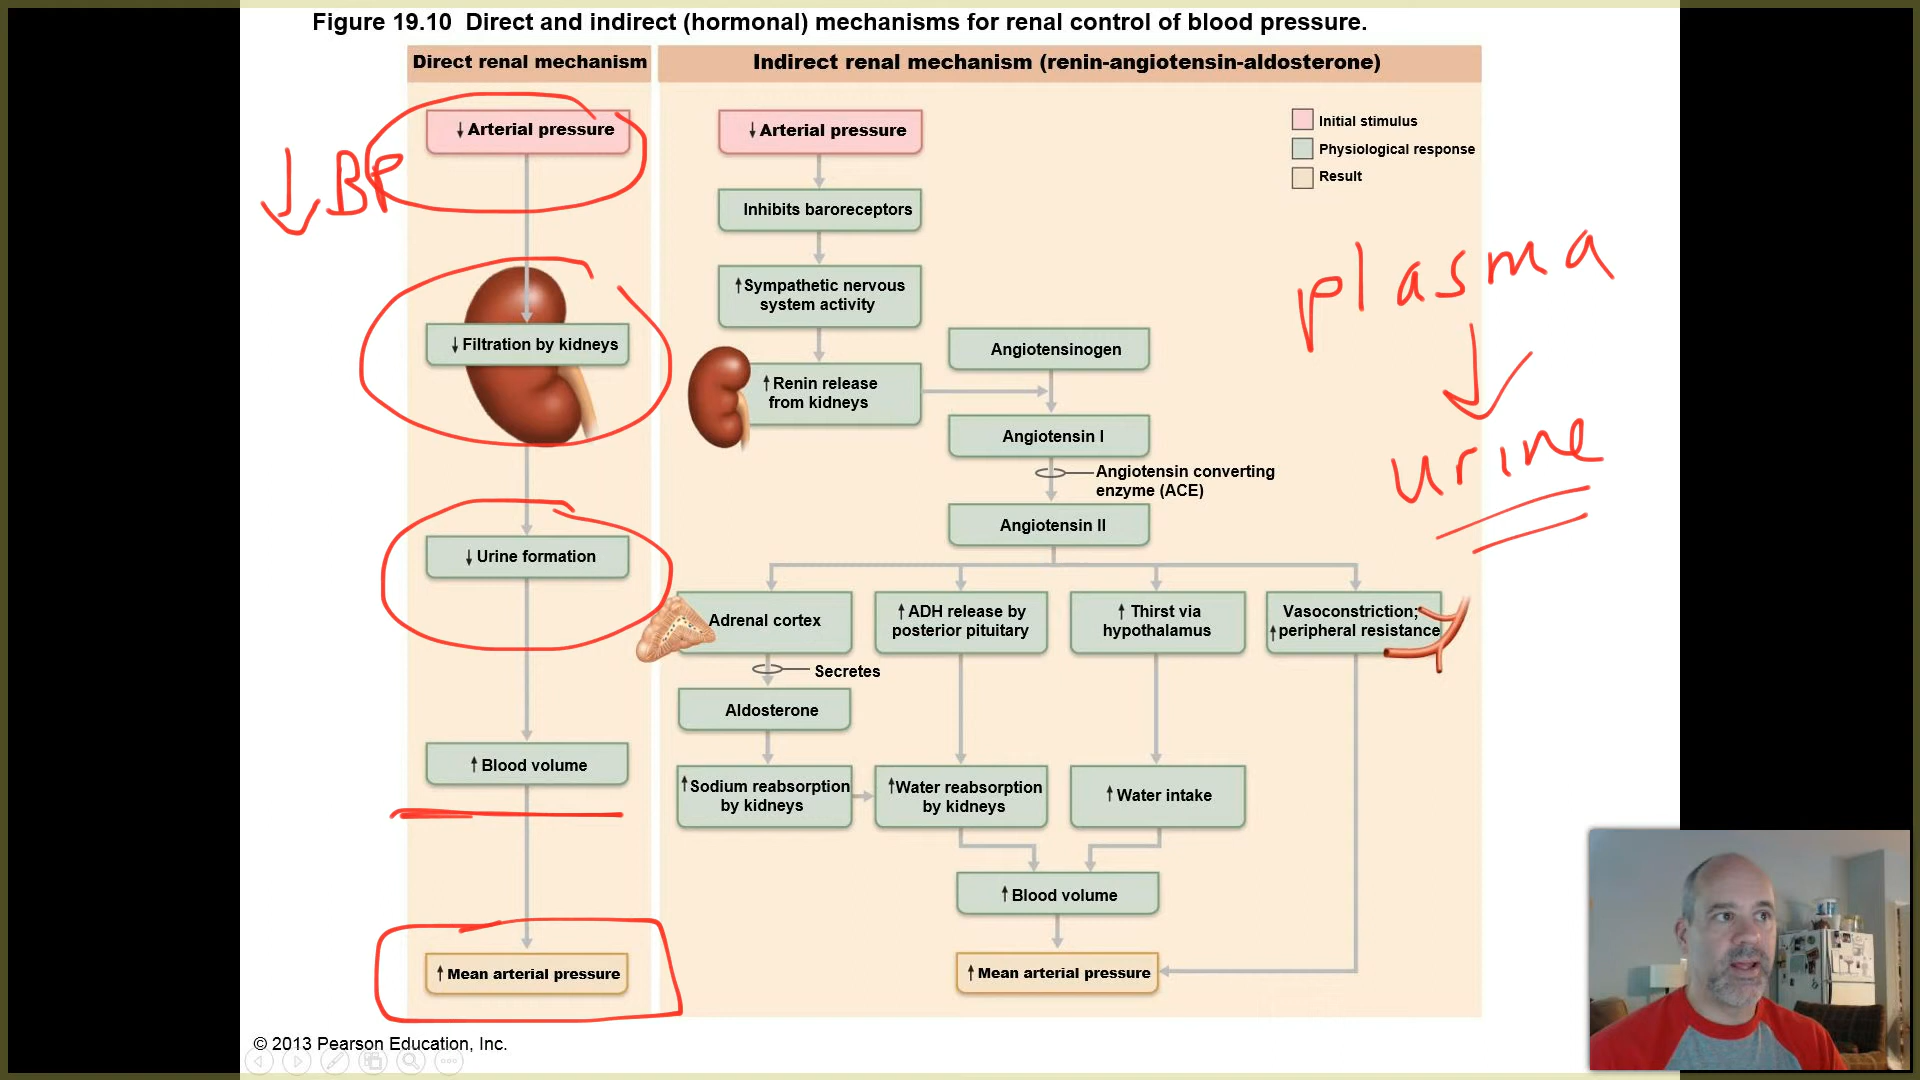 Figure 19.10 Direct and indirect (hormonal) mechanisms for renal control of blood pressure.
Direct renal mechanism
↓ Arterial pressure
↓ BP
↓ Filtration by kidneys
↓ Urine formation
↑ Blood volume
↑ Mean arterial pressure
Indirect renal mechanism (renin-angiotensin-aldosterone)
↓ Arterial pressure
Inhibits baroreceptors
↑ Sympathetic nervous
system activity
↑ Renin release
from kidneys
Angiotensinogen
Angiotensin I
Angiotensin converting
enzyme (ACE)
Angiotensin II
Adrenal cortex
Secretes
Aldosterone
↑ Sodium reabsorption
by kidneys
↑ ADH release by
posterior pituitary
↑ Water reabsorption
by kidneys
↑ Thirst via
hypothalamus
↑ Water intake
Vasoconstriction;
↑ peripheral resistance
↑ Blood volume
↑ Mean arterial pressure
Initial stimulus
Physiological response
Result
plasma
urine
© 2013 Pearson Education, Inc.